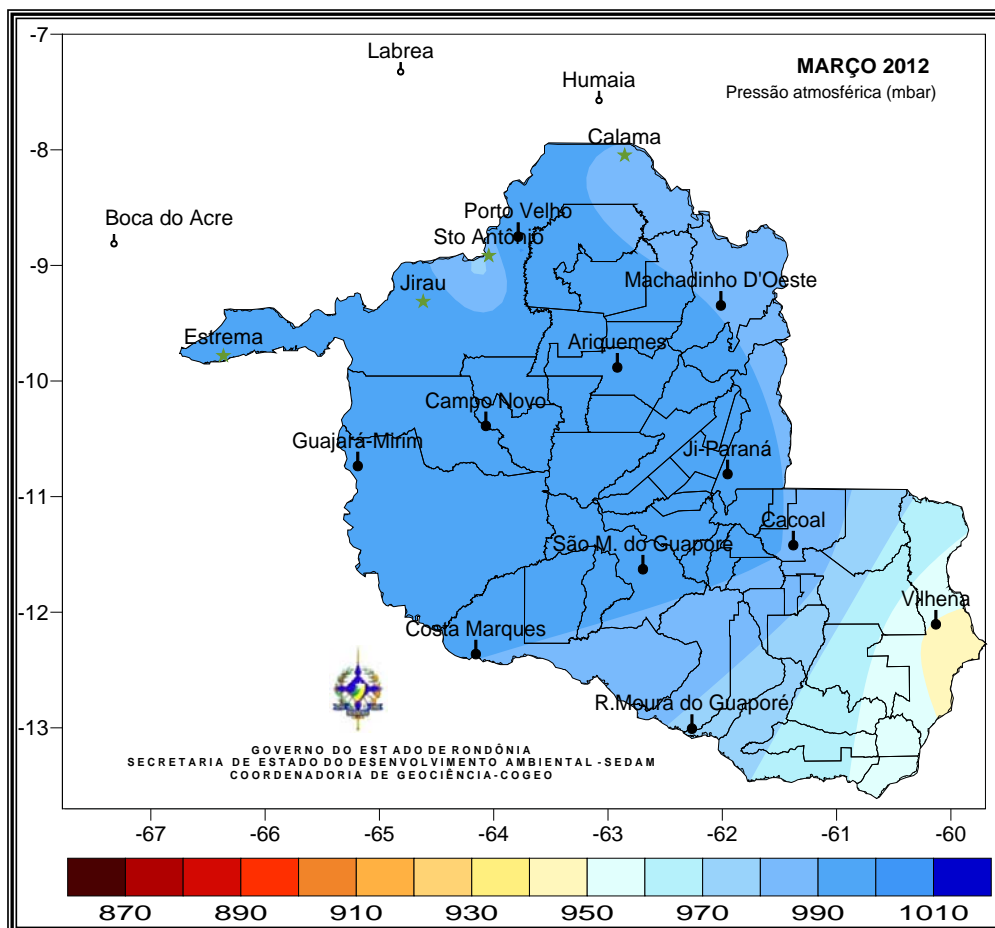 MARÇO 2012
Pressão atmosférica (mbar)
Labrea
Humaia
Calama
Boca do Acre
Porto Velho
Sto Antônio
Jirau
Machadinho D'Oeste
Estrema
Ariquemes
Campo Novo
Guajará-Mirim
Ji-Paraná
Cacoal
São M. do Guaporé
Vilhena
Costa Marques
R.Moura do Guaporé
GOVERNO DO ESTADO DE RONDÔNIA
SECRETARIA DE ESTADO DO DESENVOLVIMENTO AMBIENTAL -SEDAM
COORDENADORIA DE GEOCIÊNCIA-COGEO
-7
-8
-9
-10
-11
-12
-13
-67 -66 -65 -64 -63 -62 -61 -60
870 890 910 930 950 970 990 1010